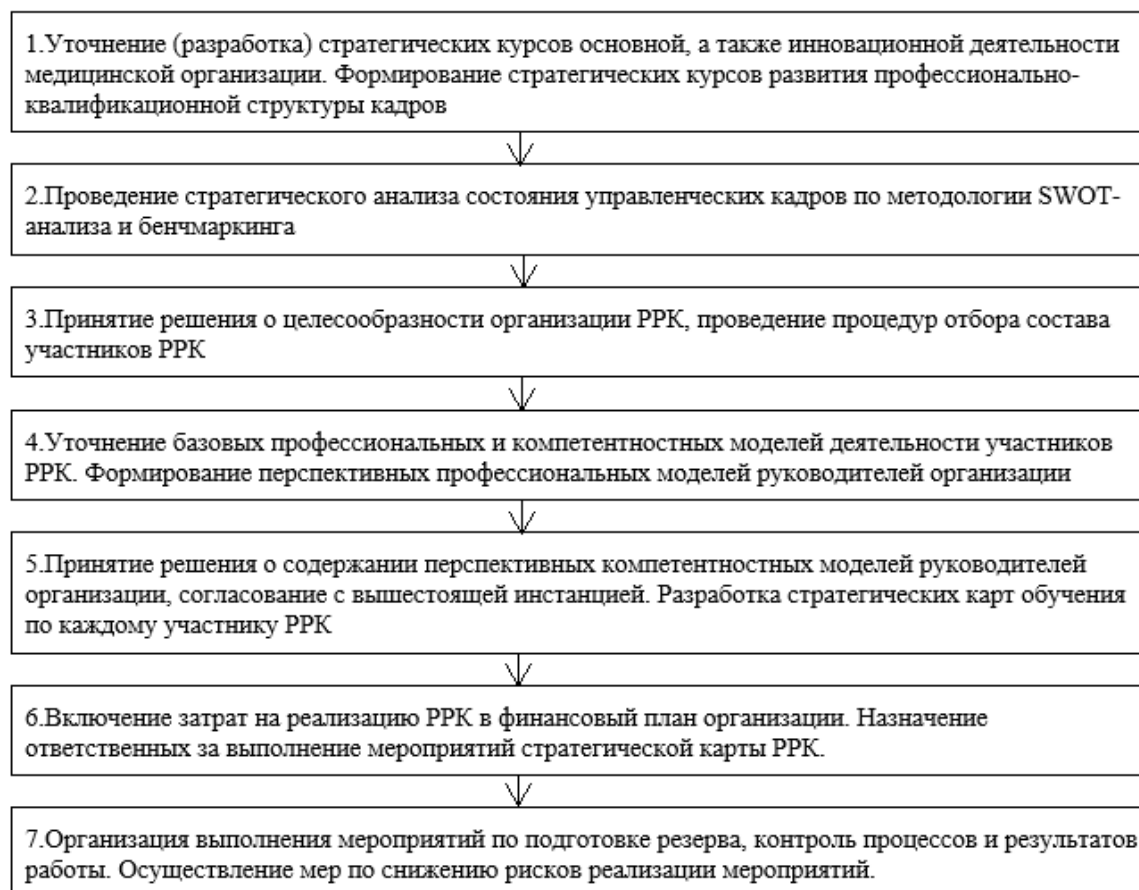 1.Уточнение (разработка) стратегических курсов основной, а также инновационной деятельности
медицинской организации. Формирование стратегических курсов развития профессионально-
квалификационной структуры кадров
2.Проведение стратегического анализа состояния управленческих кадров по методологии SWOT-
анализа и бенчмаркинга
3.Принятие решения о целесообразности организации РРК, проведение процедур отбора состава
участников РРК
4.Уточнение базовых профессиональных и компетентностных моделей деятельности участников
РРК. Формирование перспективных профессиональных моделей руководителей организации
5.Принятие решения о содержании перспективных компетентностных моделей руководителей
организации, согласование с вышестоящей инстанцией. Разработка стратегических карт обучения
по каждому участнику РРК
6.Включение затрат на реализацию РРК в финансовый план организации. Назначение
ответственных за выполнение мероприятий стратегической карты РРК.
7.Организация выполнения мероприятий по подготовке резерва, контроль процессов и результатов
работы. Осуществление мер по снижению рисков реализации мероприятий.